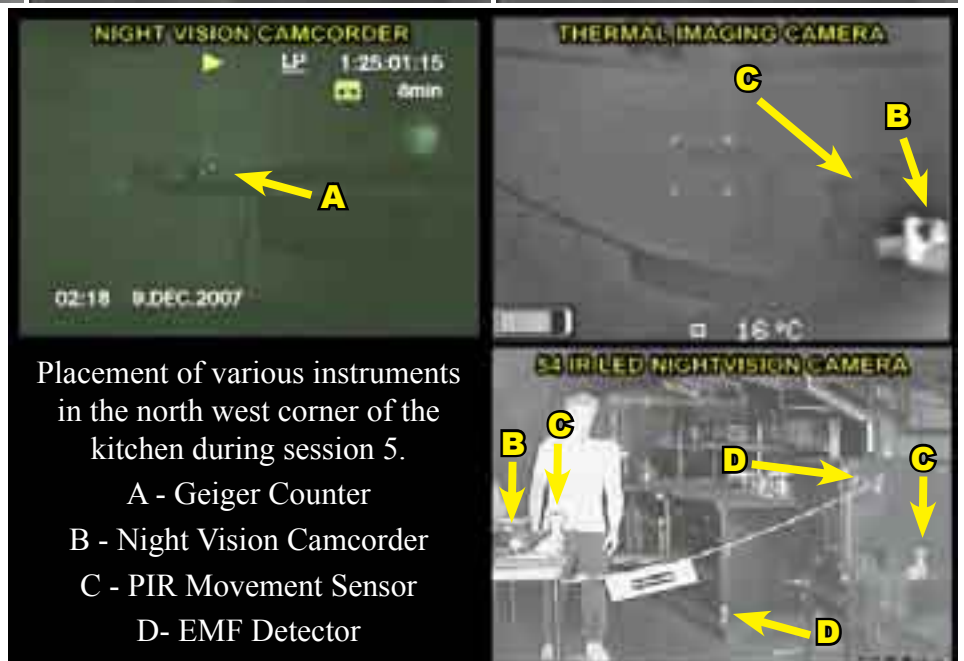 NIGHT VISION CAMCORDER
LP 1:25:01:15
6min
A
02:18 9.DEC.2007
THERMAL IMAGING CAMERA
C
B
16 °C
Placement of various instruments
in the north west corner of the
kitchen during session 5.
A - Geiger Counter
B - Night Vision Camcorder
C - PIR Movement Sensor
D- EMF Detector
54 IR LED NIGHTVISION CAMERA
B
C
D
C
D